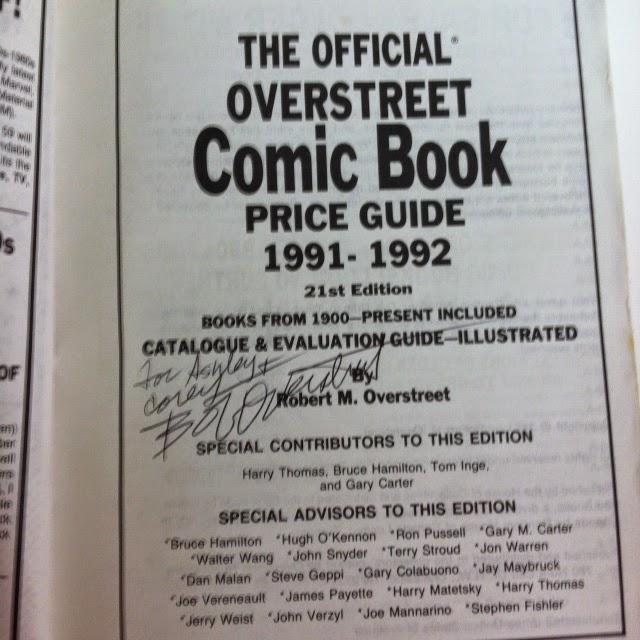 THE OFFICIAL®
OVERSTREET
Comic Book
PRICE GUIDE
1991- 1992
21st Edition
BOOKS FROM 1900—PRESENT INCLUDED
CATALOGUE & EVALUATION GUIDE—ILLUSTRATED
for Ashley &
Corey
By
Bob Overstreet
Robert M. Overstreet
SPECIAL CONTRIBUTORS TO THIS EDITION
Harry Thomas, Bruce Hamilton, Tom Inge,
and Gary Carter
SPECIAL ADVISORS TO THIS EDITION
*Bruce Hamilton *Hugh O'Kennon *Ron Pussell *Gary M. Carter
*Walter Wang *John Snyder *Terry Stroud *Jon Warren
*Dan Malan *Steve Geppi *Gary Colabuono *Jay Maybruck
*Joe Vereneault *James Payette *Harry Matetsky *Harry Thomas
*Jerry Weist *John Verzyl *Joe Mannarino *Stephen Fishler